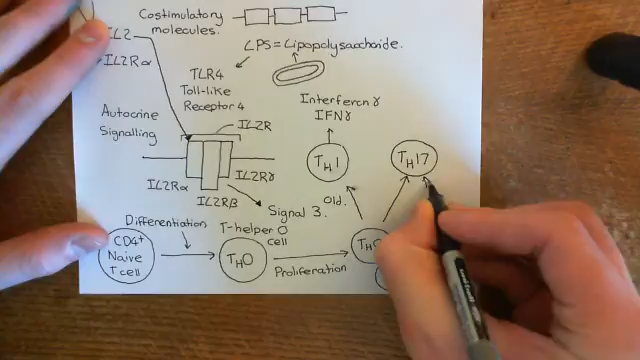 Costimulatory
molecules.
IL2
IL2Rα
LPS = Lipopolysacchoide.
TLR4
Toll-like
Receptor 4
Autocrine
Signalling
IL2R
Interferon γ
IFNγ
TH1
TH17
IL2Rα
IL2Rβ
IL2Rγ
Signal 3.
Old.
Differentiation
T-helper 0
cell
CD4+
Naive
T cell
TH0
Proliferation
TH0